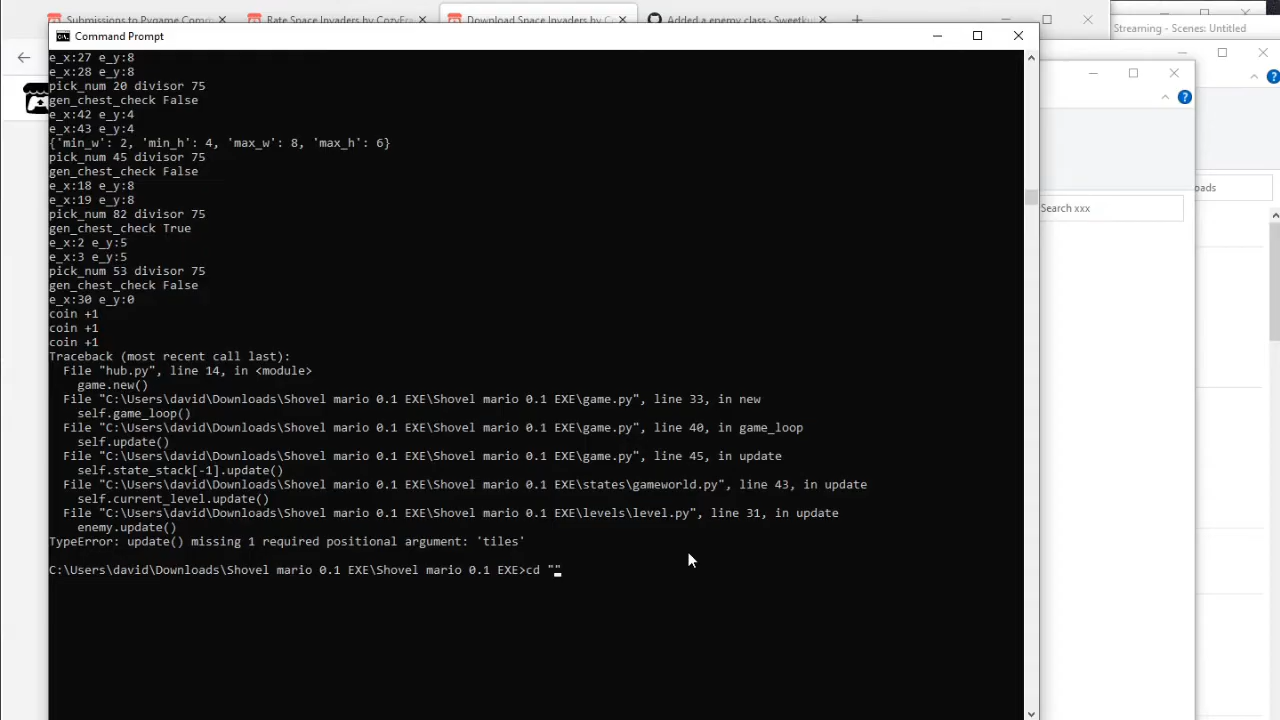 Submissions to Pygame Comm
Rate Space Invaders by CozyFra
Download Space Invaders by C
Added a enemy class · Sweetku
Streaming - Scenes: Untitled
Command Prompt
e_x:27 e_y:8
e_x:28 e_y:8
pick_num 20 divisor 75
gen_chest_check False
e_x:42 e_y:4
e_x:43 e_y:4
{'min_w': 2, 'min_h': 4, 'max_w': 8, 'max_h': 6}
pick_num 45 divisor 75
gen_chest_check False
e_x:18 e_y:8
e_x:19 e_y:8
pick_num 82 divisor 75
gen_chest_check True
e_x:2 e_y:5
e_x:3 e_y:5
pick_num 53 divisor 75
gen_chest_check False
e_x:30 e_y:0
coin +1
coin +1
coin +1
Traceback (most recent call last):
File "hub.py", line 14, in <module>
game.new()
File "C:\Users\david\Downloads\Shovel mario 0.1 EXE\Shovel mario 0.1 EXE\game.py", line 33, in new
self.game_loop()
File "C:\Users\david\Downloads\Shovel mario 0.1 EXE\Shovel mario 0.1 EXE\game.py", line 40, in game_loop
self.update()
File "C:\Users\david\Downloads\Shovel mario 0.1 EXE\Shovel mario 0.1 EXE\game.py", line 45, in update
self.state_stack[-1].update()
File "C:\Users\david\Downloads\Shovel mario 0.1 EXE\Shovel mario 0.1 EXE\states\gameworld.py", line 43, in update
self.current_level.update()
File "C:\Users\david\Downloads\Shovel mario 0.1 EXE\Shovel mario 0.1 EXE\levels\level.py", line 31, in update
enemy.update()
TypeError: update() missing 1 required positional argument: 'tiles'
C:\Users\david\Downloads\Shovel mario 0.1 EXE\Shovel mario 0.1 EXE>cd ""
oads
Search xxx